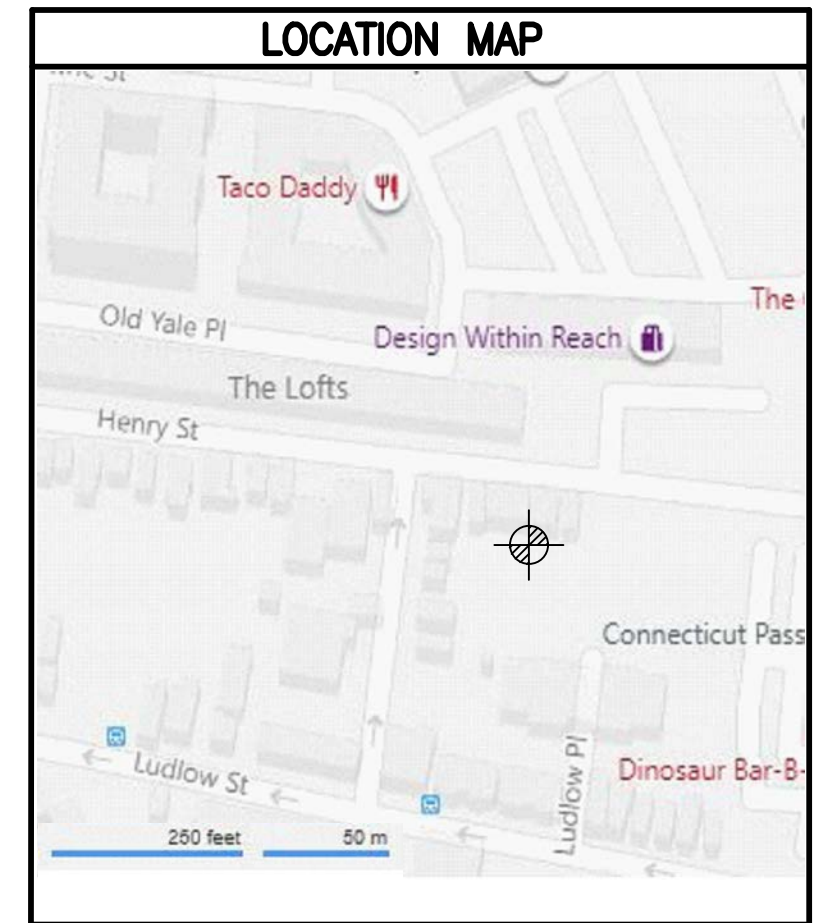 LOCATION MAP
St
Taco Daddy
The
Old Yale Pl
Design Within Reach
The Lofts
Henry St
Connecticut Pass
Ludlow St
Ludlow Pl
Dinosaur Bar-B-
250 feet
50 m